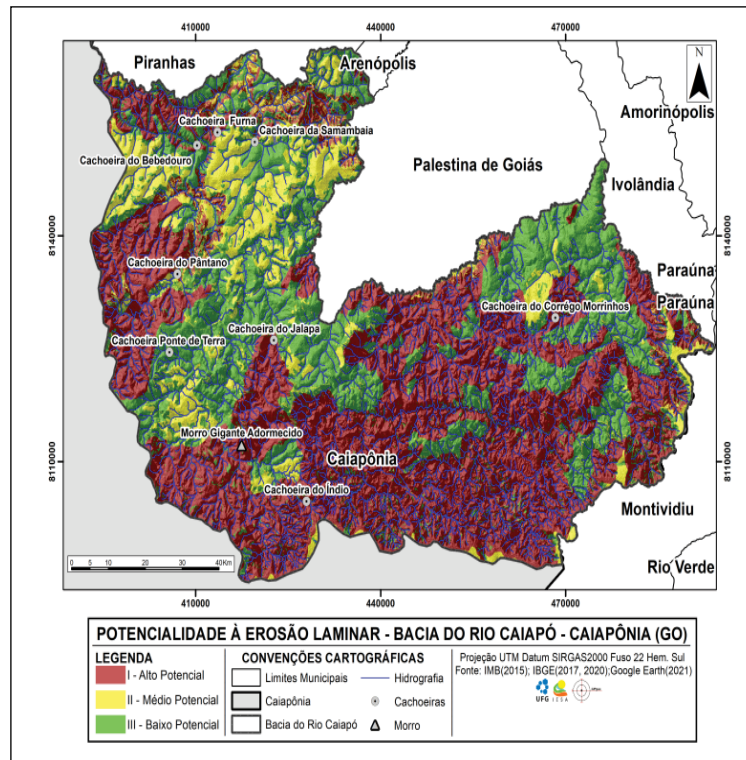 410000
440000
470000
Piranhas
Arenópolis
N
Amorinópolis
Cachoeira Furna
Cachoeira da Samambaia
Cachoeira do Bebedouro
Palestina de Goiás
Ivolândia
8140000
8140000
Cachoeira do Pântano
Paraúna
Paraúna
Cachoeira do Corrégo Morrinhos
Cachoeira do Jalapa
Cachoeira Ponte de Terra
Morro Gigante Adormecido
Caiapônia
8110000
8110000
Cachoeira do Índio
Montividiu
Rio Verde
0 5 10 20 30 40Km
410000
440000
470000
POTENCIALIDADE À EROSÃO LAMINAR - BACIA DO RIO CAIAPÓ - CAIAPÔNIA (GO)
LEGENDA
I - Alto Potencial
II - Médio Potencial
III - Baixo Potencial
CONVENÇÕES CARTOGRÁFICAS
Limites Municipais
Hidrografia
Caiapônia
Cachoeiras
Bacia do Rio Caiapó
Morro
Projeção UTM Datum SIRGAS2000 Fuso 22 Hem. Sul
Fonte: IMB(2015); IBGE(2017, 2020);Google Earth(2021)
UFG